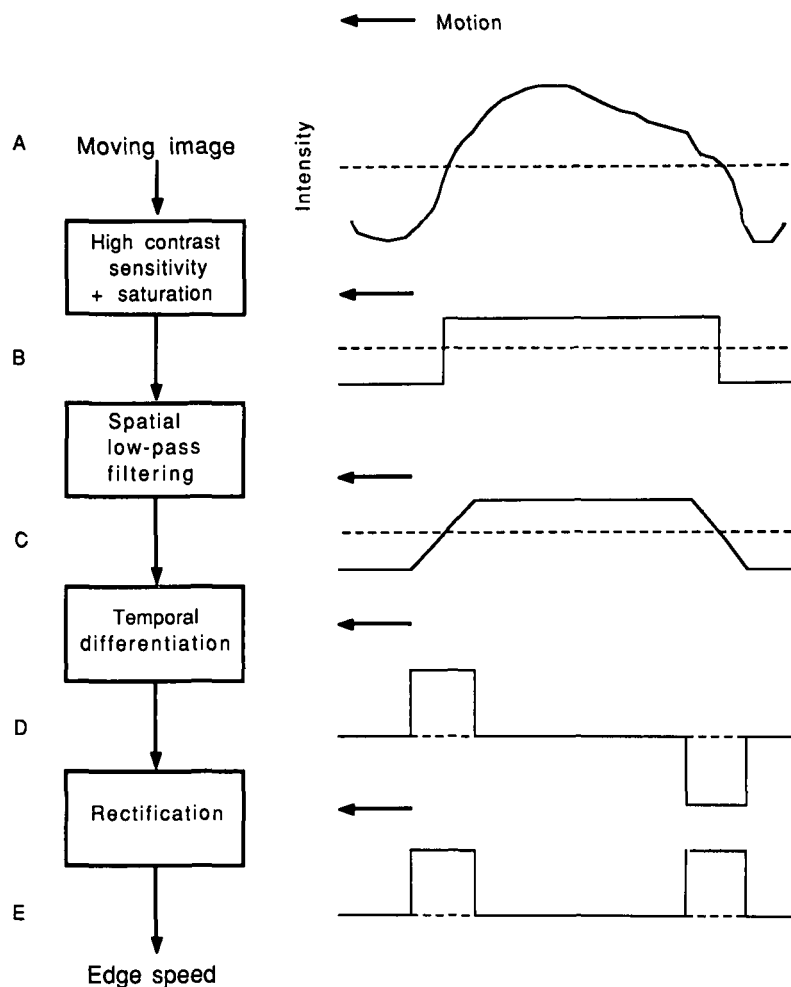 Motion
A
Moving image
Intensity
High contrast
sensitivity
+ saturation
B
Spatial
low-pass
filtering
C
Temporal
differentiation
D
Rectification
E
Edge speed